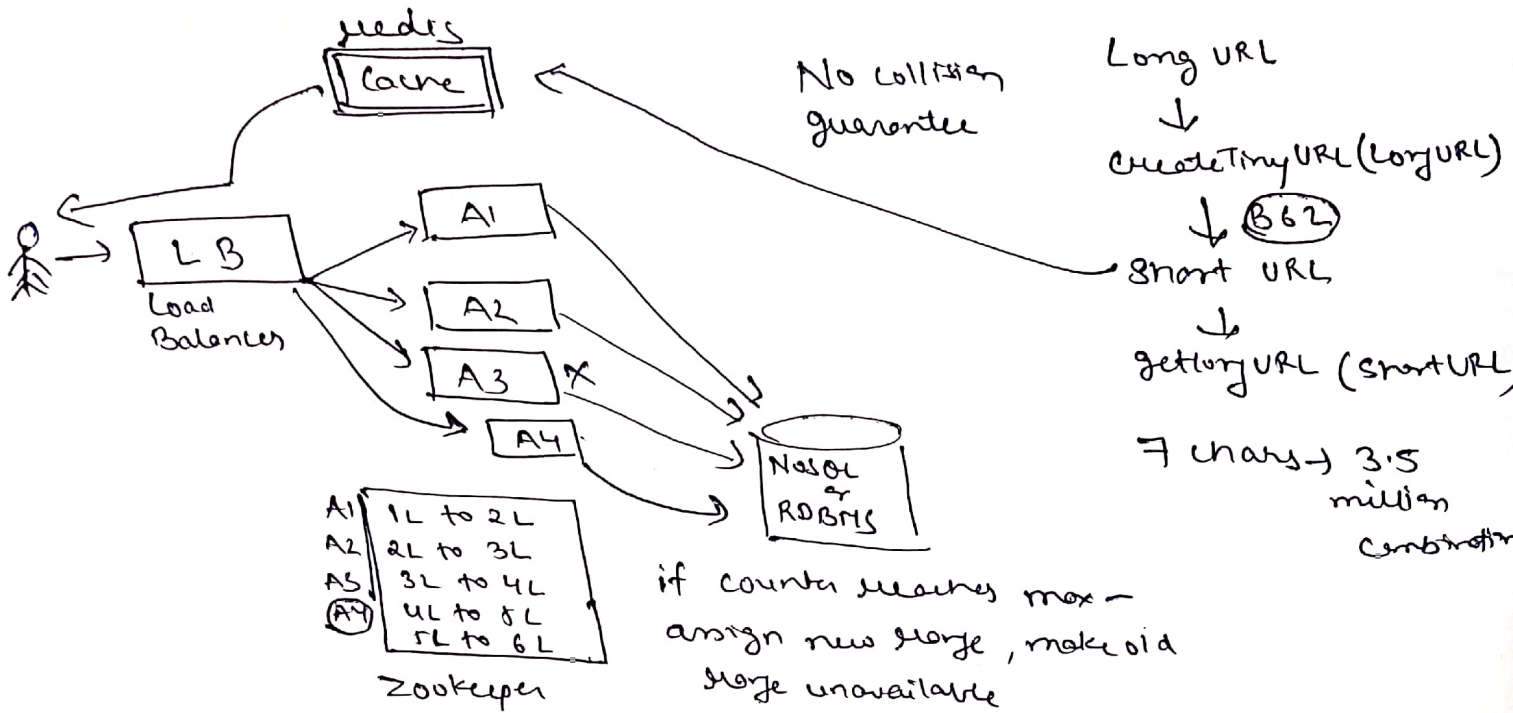 redis
Cache
No collision
guarantee
Long URL
createTinyURL (LongURL)
B62
Short URL
getlongURL (ShortURL)
7 chars → 3.5
million
combination
LB
Load
Balancer
A1
A2
A3 X
A4
NoSQL
or
RDBMS
A1 1L to 2L
A2 2L to 3L
A3 3L to 4L
A4 4L to 5L
5L to 6L
Zookeeper
if counter reaches max -
assign new range, make old
range unavailable